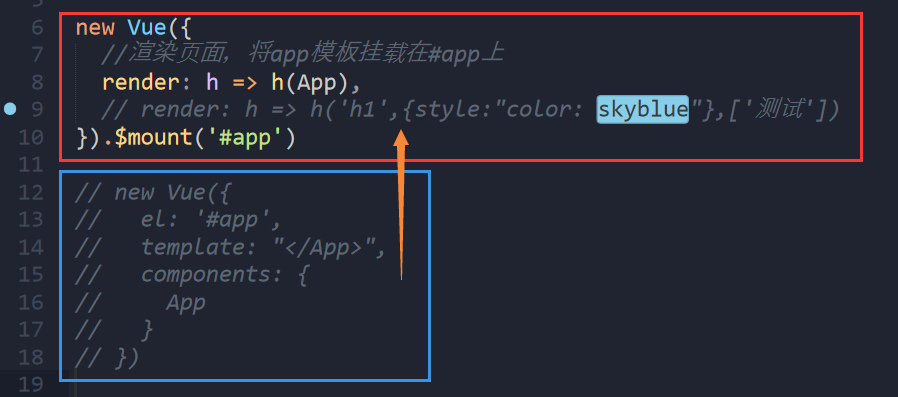 6 new Vue({
7 //渲染页面，将app模板挂载在#app上
8 render: h => h(App),
9 // render: h => h('h1',{style:"color: skyblue"},['测试'])
10 }).$mount('#app')
11
12 // new Vue({
13 //   el: '#app',
14 //   template: "</App>",
15 //   components: {
16 //     App
17 //   }
18 // })
19